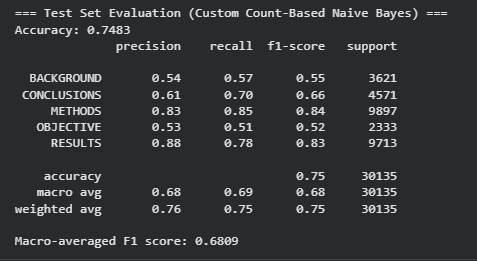 === Test Set Evaluation (Custom Count-Based Naive Bayes) ===
Accuracy: 0.7483
precision recall f1-score support
BACKGROUND 0.54 0.57 0.55 3621
CONCLUSIONS 0.61 0.70 0.66 4571
METHODS 0.83 0.85 0.84 9897
OBJECTIVE 0.53 0.51 0.52 2333
RESULTS 0.88 0.78 0.83 9713
accuracy 0.75 30135
macro avg 0.68 0.69 0.68 30135
weighted avg 0.76 0.75 0.75 30135
Macro-averaged F1 score: 0.6809